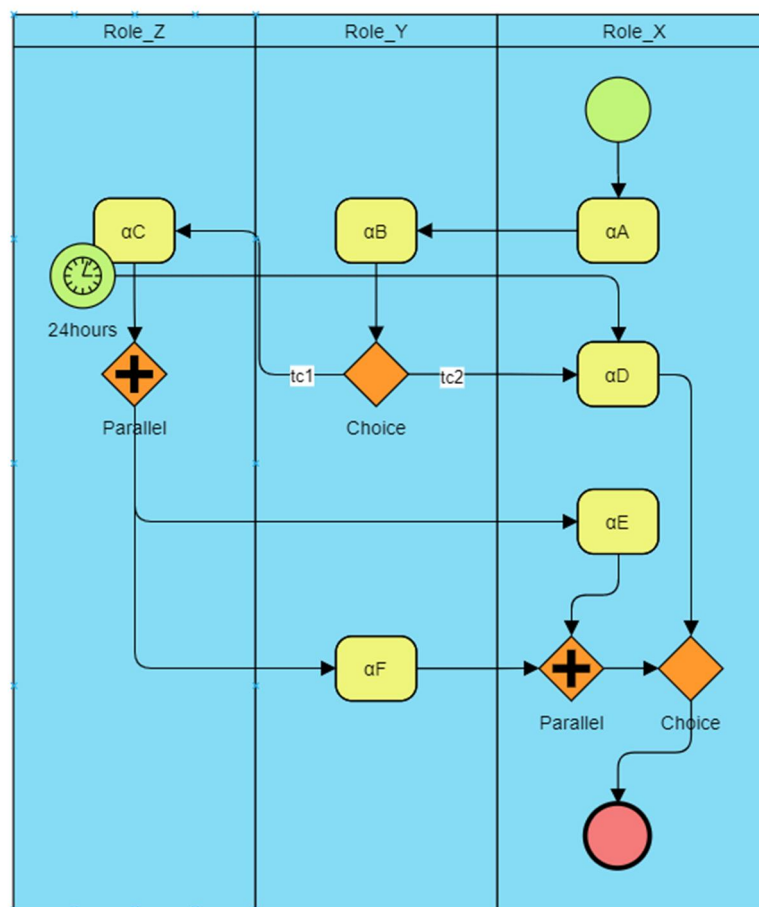 Role_Z
Role_Y
Role_X
αC
αB
αA
24hours
tc1
tc2
αD
Parallel
Choice
αE
αF
Parallel
Choice